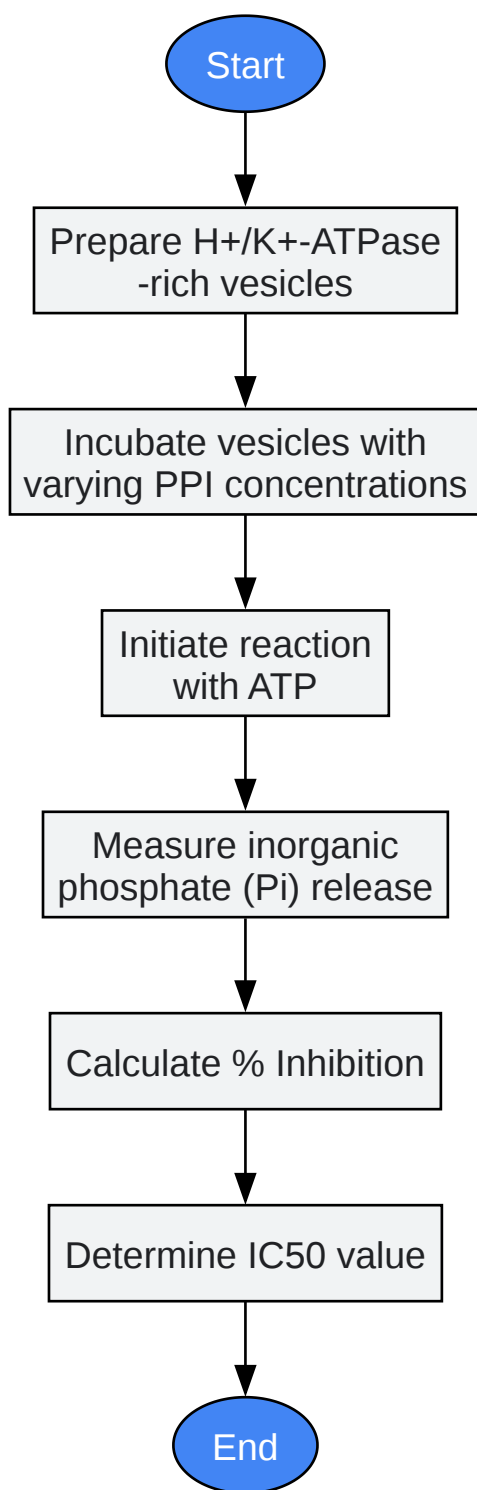 Start
Prepare H+/K+-ATPase
-rich vesicles
Incubate vesicles with
varying PPI concentrations
Initiate reaction
with ATP
Measure inorganic
phosphate (Pi) release
Calculate % Inhibition
Determine IC50 value
End